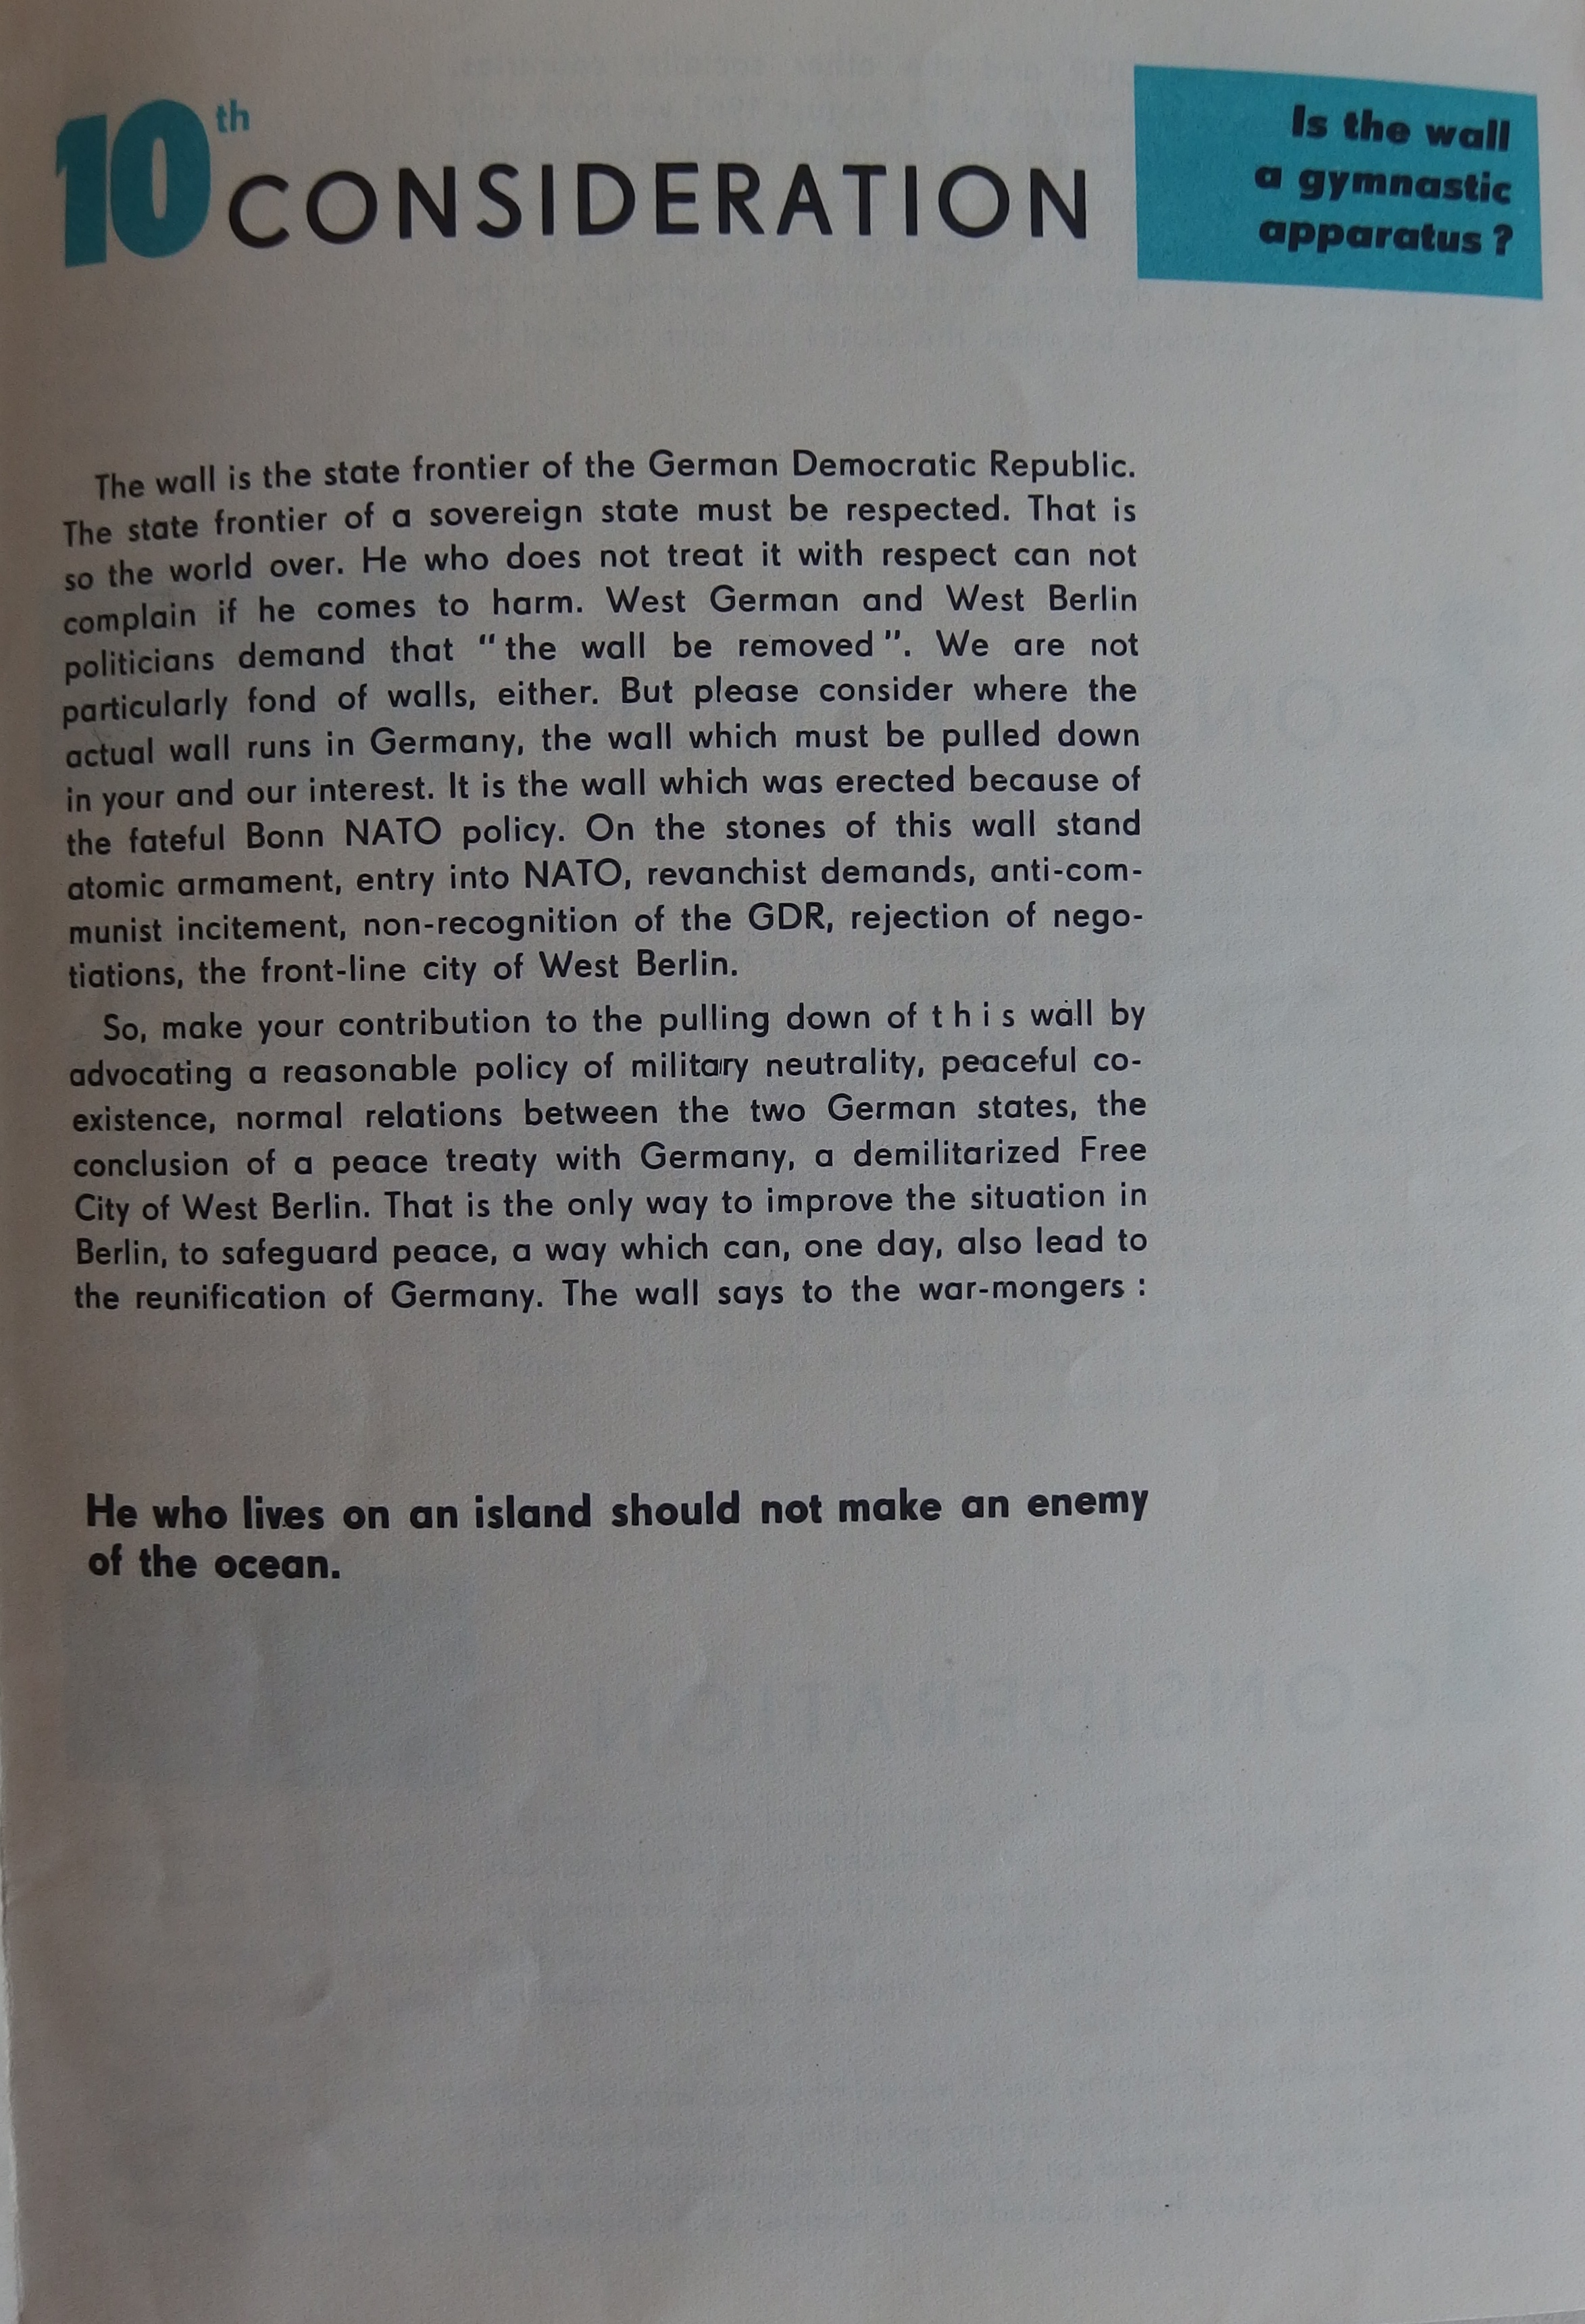 10th CONSIDERATION
Is the wall
a gymnastic
apparatus ?
The wall is the state frontier of the German Democratic Republic.
The state frontier of a sovereign state must be respected. That is
so the world over. He who does not treat it with respect can not
complain if he comes to harm. West German and West Berlin
politicians demand that “ the wall be removed ”. We are not
particularly fond of walls, either. But please consider where the
actual wall runs in Germany, the wall which must be pulled down
in your and our interest. It is the wall which was erected because of
the fateful Bonn NATO policy. On the stones of this wall stand
atomic armament, entry into NATO, revanchist demands, anti-com-
munist incitement, non-recognition of the GDR, rejection of nego-
tiations, the front-line city of West Berlin.
So, make your contribution to the pulling down of t h i s wall by
advocating a reasonable policy of military neutrality, peaceful co-
existence, normal relations between the two German states, the
conclusion of a peace treaty with Germany, a demilitarized Free
City of West Berlin. That is the only way to improve the situation in
Berlin, to safeguard peace, a way which can, one day, also lead to
the reunification of Germany. The wall says to the war-mongers :
He who lives on an island should not make an enemy
of the ocean.